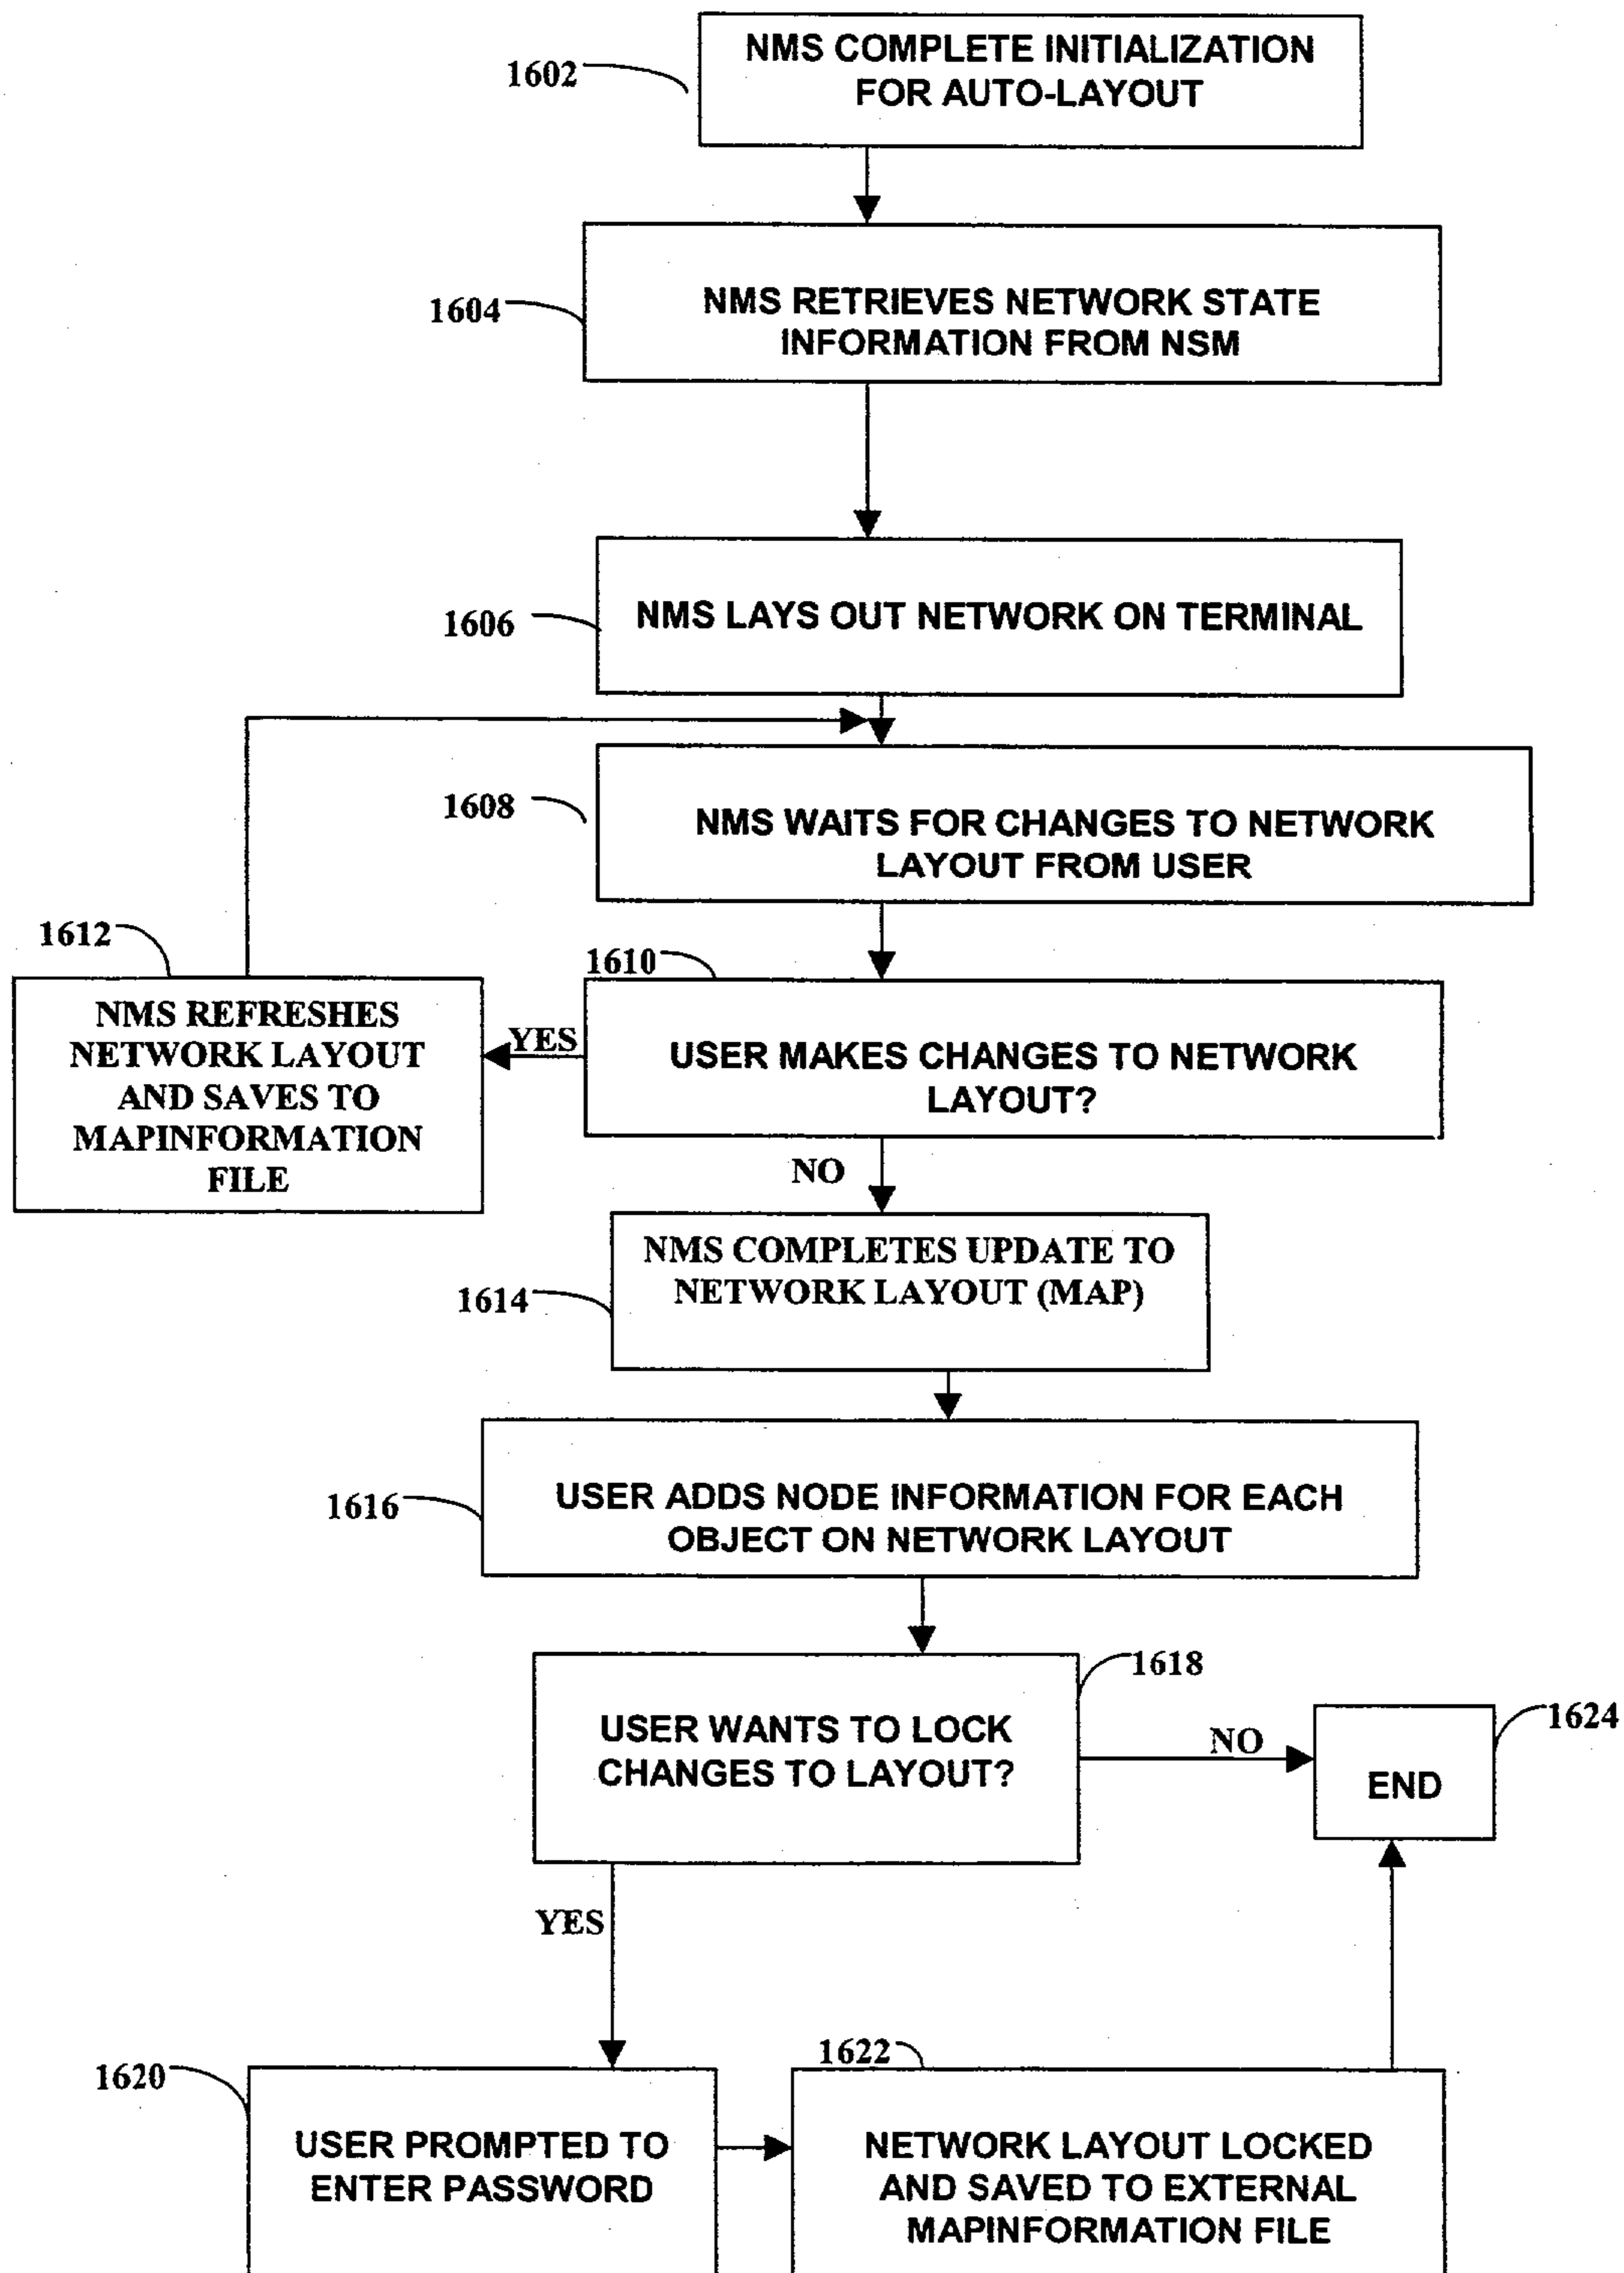 NMS COMPLETE INITIALIZATION
FOR AUTO-LAYOUT
1602
NMS RETRIEVES NETWORK STATE
INFORMATION FROM NSM
1604
NMS LAYS OUT NETWORK ON TERMINAL
1606
NMS WAITS FOR CHANGES TO NETWORK
LAYOUT FROM USER
1608
1610
USER MAKES CHANGES TO NETWORK
LAYOUT?
YES
1612
NMS REFRESHES
NETWORK LAYOUT
AND SAVES TO
MAPINFORMATION
FILE
NO
NMS COMPLETES UPDATE TO
NETWORK LAYOUT (MAP)
1614
USER ADDS NODE INFORMATION FOR EACH
OBJECT ON NETWORK LAYOUT
1616
1618
USER WANTS TO LOCK
CHANGES TO LAYOUT?
NO
1624
END
YES
1620
USER PROMPTED TO
ENTER PASSWORD
1622
NETWORK LAYOUT LOCKED
AND SAVED TO EXTERNAL
MAPINFORMATION FILE